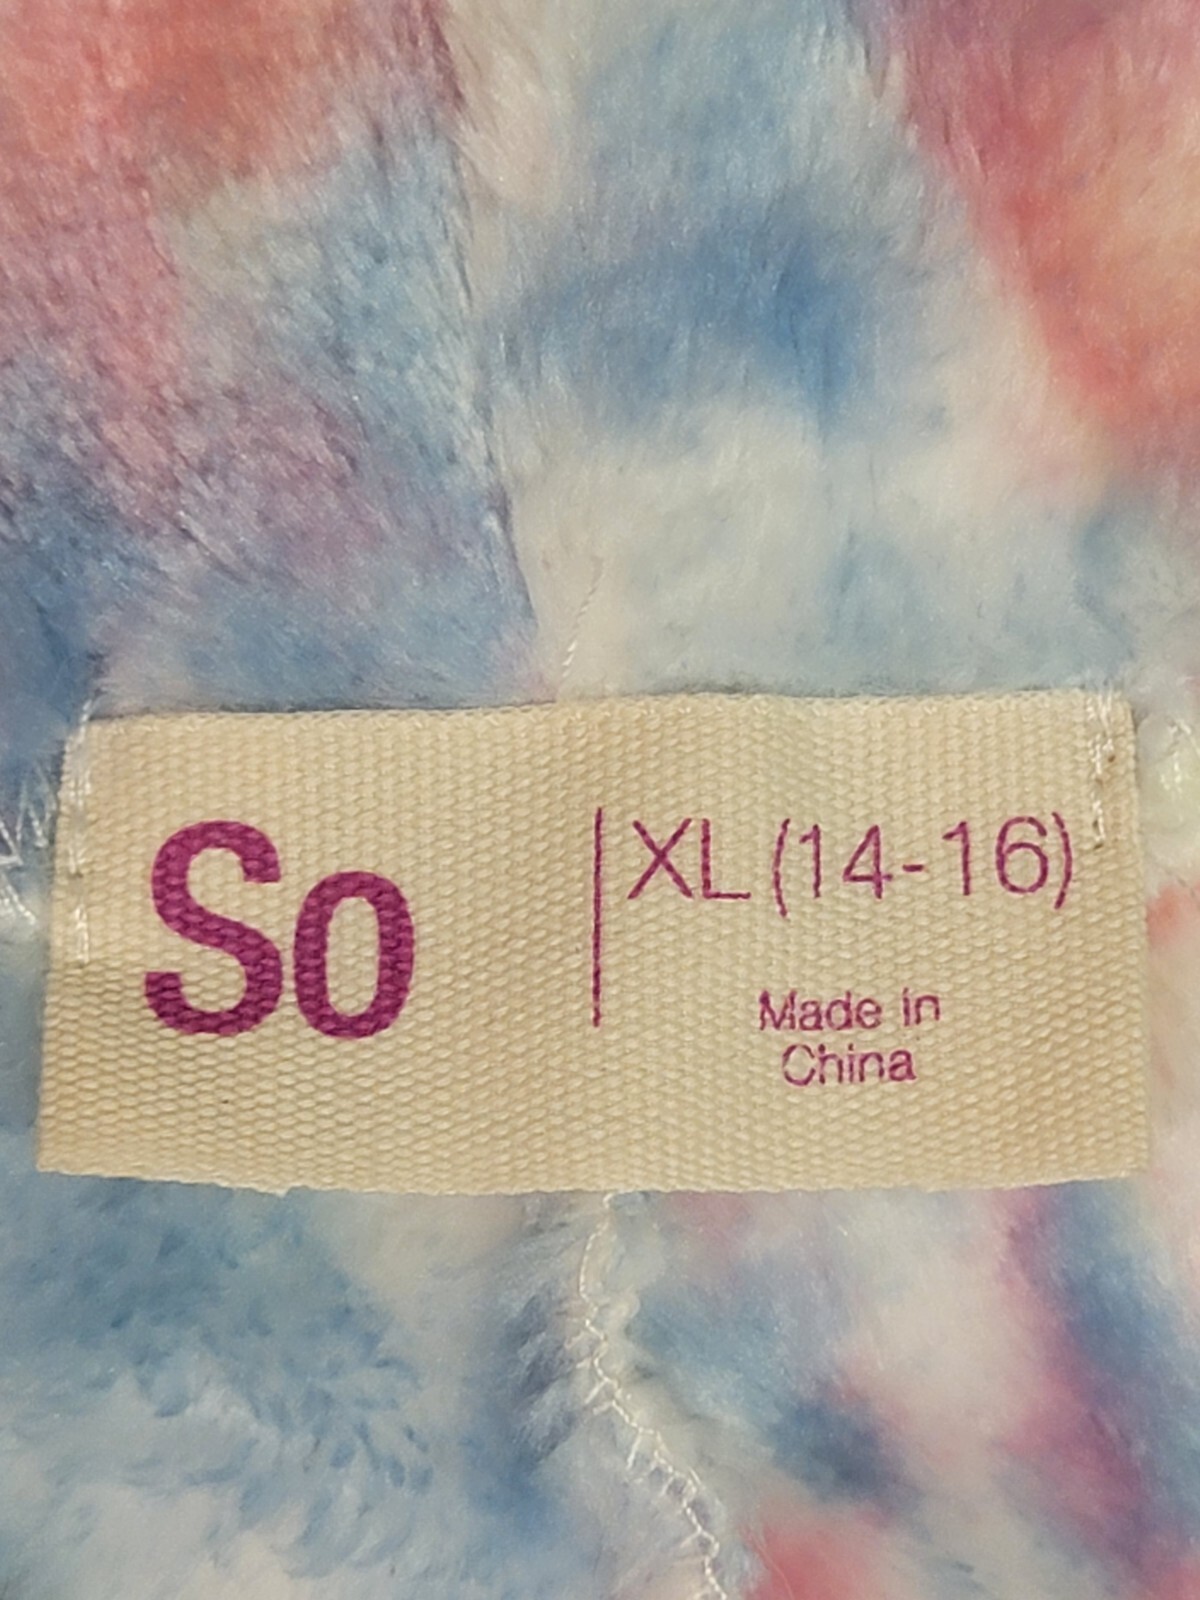 So
XL (14-16)
Made in
China